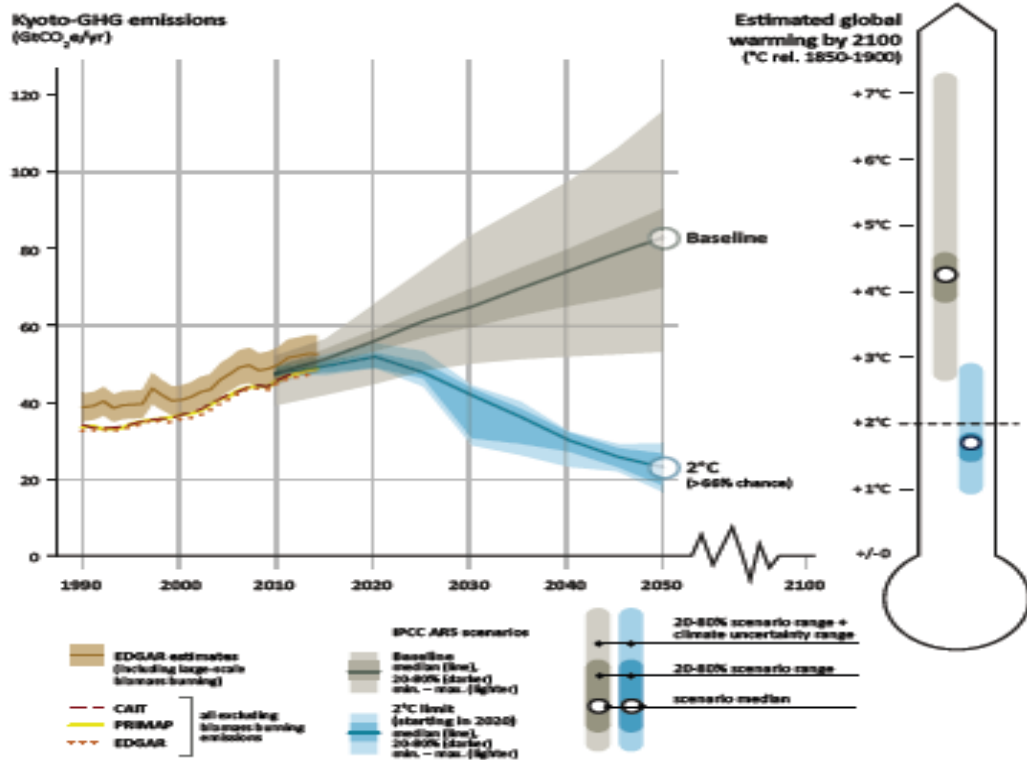 Kyoto-GHG emissions
(GtCO₂e/yr)
120
100
80
60
40
20
0
1990
2000
2010
2020
2030
2040
2050
2100
Baseline
2°C
(>66% chance)
Estimated global
warming by 2100
(°C rel. 1850-1900)
+7°C
+6°C
+5°C
+4°C
+3°C
+2°C
+1°C
+/-0
EDGAR estimates
(including large-scale
biomass burning)
CAIT
PRIMAP
EDGAR
all excluding
biomass burning
emissions
IPCC AR5 scenarios
Baseline
median (line),
20-80% (darker)
min. – max. (lighter)
2°C limit
(starting in 2020)
median (line),
20-80% (darker)
min. – max. (lighter)
20-80% scenario range +
climate uncertainty range
20-80% scenario range
scenario median